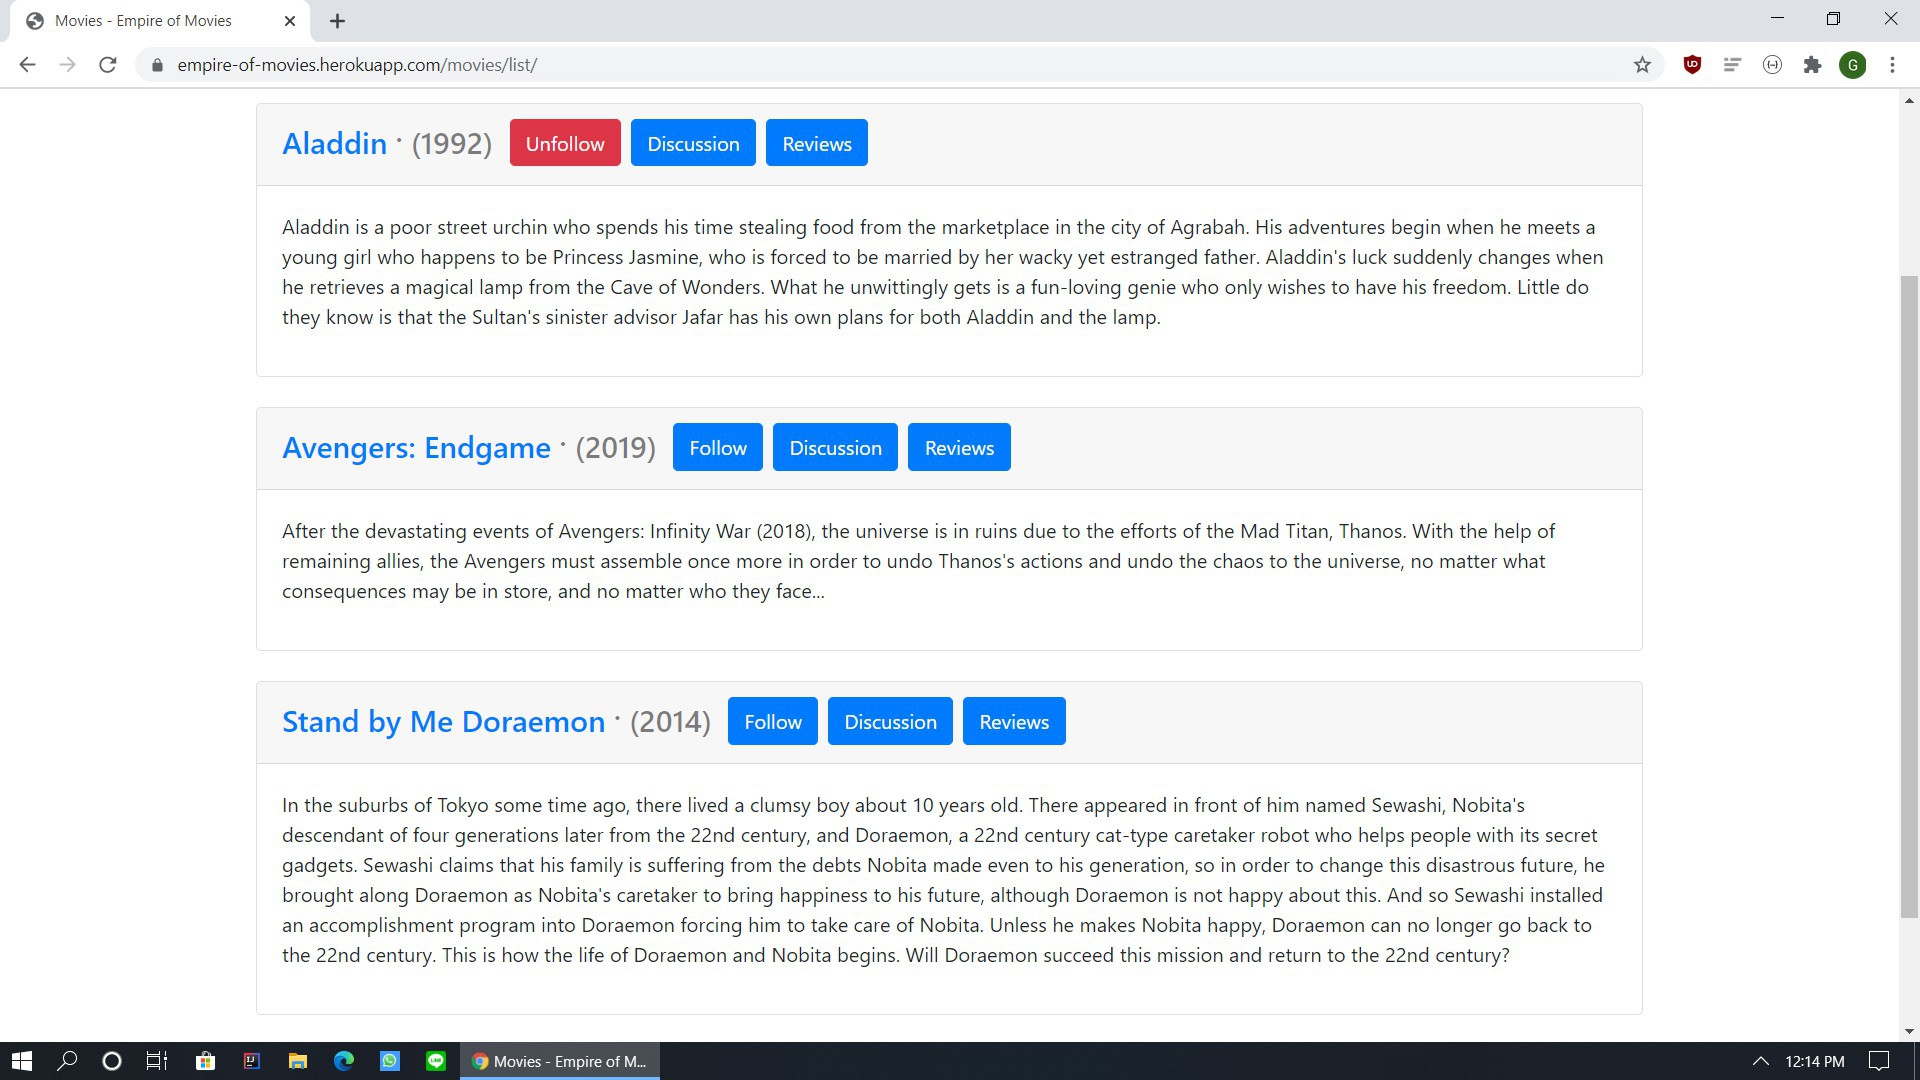 Movies - Empire of Movies
empire-of-movies.herokuapp.com/movies/list/
G
Aladdin · (1992) Unfollow Discussion Reviews
Aladdin is a poor street urchin who spends his time stealing food from the marketplace in the city of Agrabah. His adventures begin when he meets a
young girl who happens to be Princess Jasmine, who is forced to be married by her wacky yet estranged father. Aladdin's luck suddenly changes when
he retrieves a magical lamp from the Cave of Wonders. What he unwittingly gets is a fun-loving genie who only wishes to have his freedom. Little do
they know is that the Sultan's sinister advisor Jafar has his own plans for both Aladdin and the lamp.
Avengers: Endgame · (2019) Follow Discussion Reviews
After the devastating events of Avengers: Infinity War (2018), the universe is in ruins due to the efforts of the Mad Titan, Thanos. With the help of
remaining allies, the Avengers must assemble once more in order to undo Thanos's actions and undo the chaos to the universe, no matter what
consequences may be in store, and no matter who they face...
Stand by Me Doraemon · (2014) Follow Discussion Reviews
In the suburbs of Tokyo some time ago, there lived a clumsy boy about 10 years old. There appeared in front of him named Sewashi, Nobita's
descendant of four generations later from the 22nd century, and Doraemon, a 22nd century cat-type caretaker robot who helps people with its secret
gadgets. Sewashi claims that his family is suffering from the debts Nobita made even to his generation, so in order to change this disastrous future, he
brought along Doraemon as Nobita's caretaker to bring happiness to his future, although Doraemon is not happy about this. And so Sewashi installed
an accomplishment program into Doraemon forcing him to take care of Nobita. Unless he makes Nobita happy, Doraemon can no longer go back to
the 22nd century. This is how the life of Doraemon and Nobita begins. Will Doraemon succeed this mission and return to the 22nd century?
Movies - Empire of M...
12:14 PM